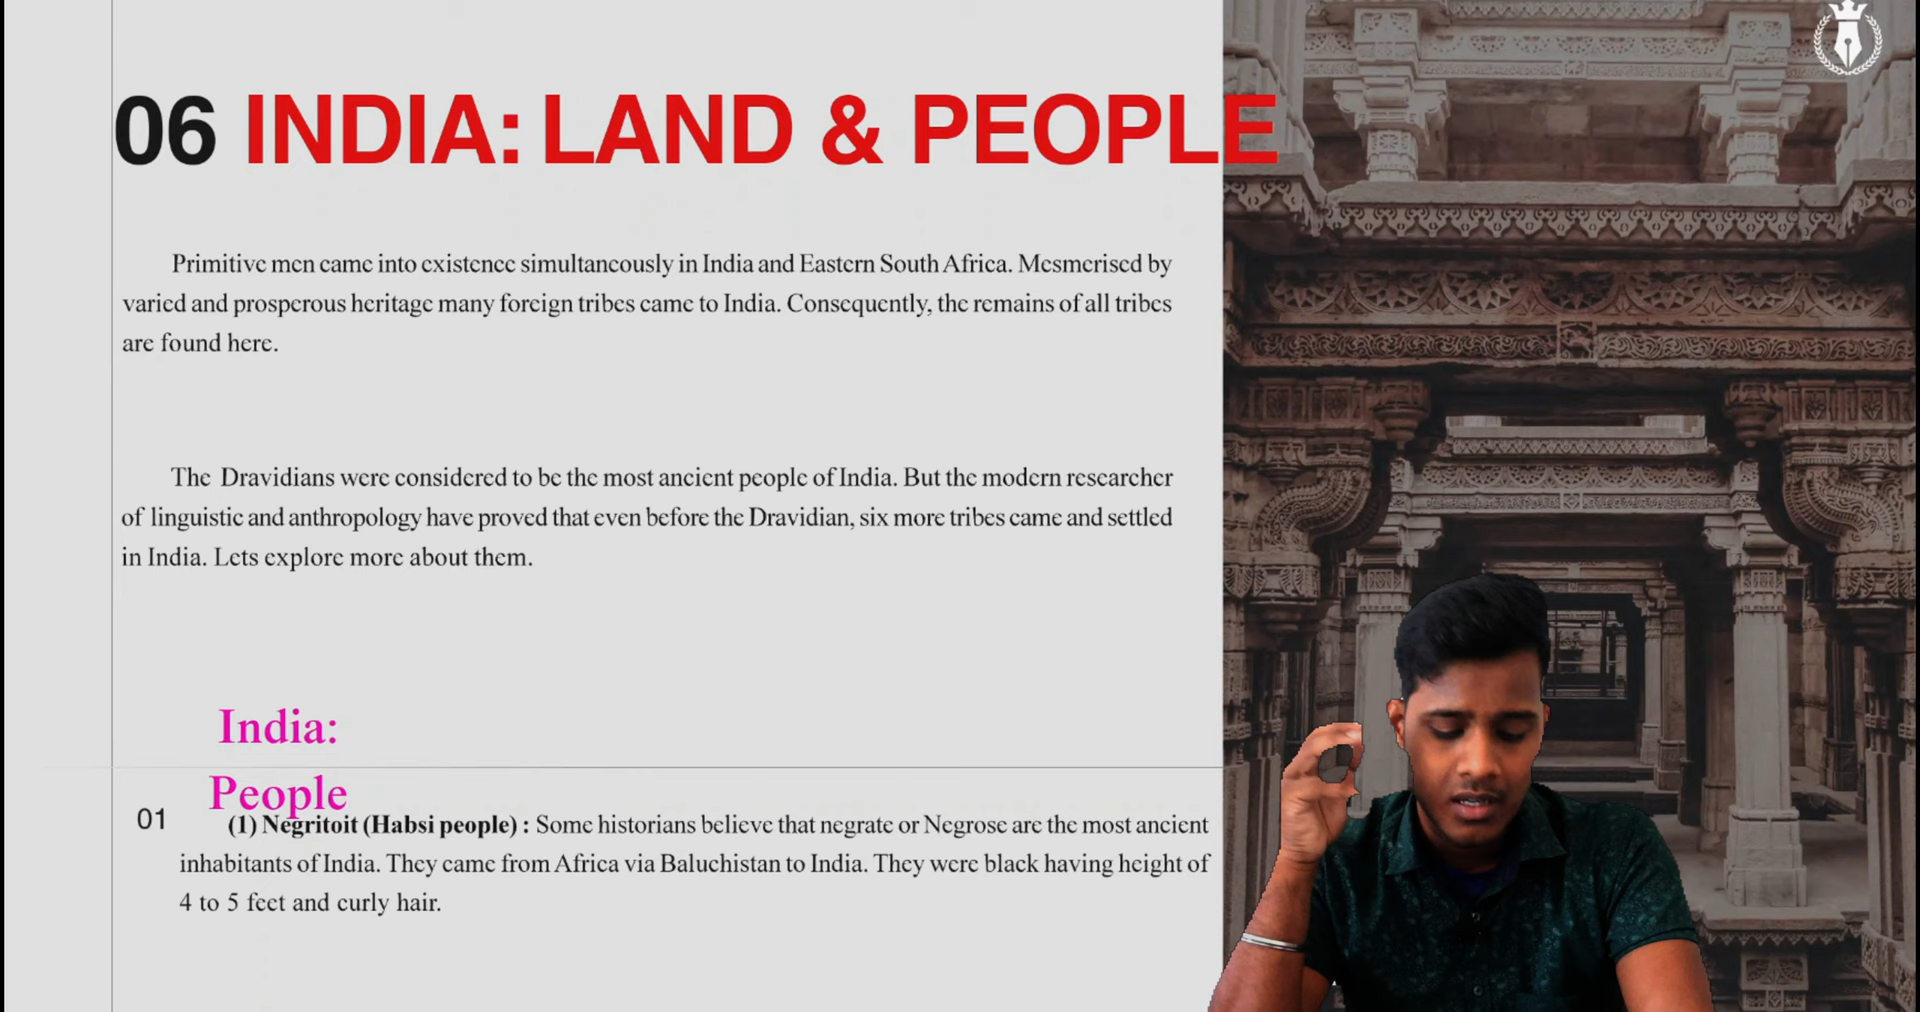 06 INDIA: LAND & PEOPLE
Primitive men came into existence simultaneously in India and Eastern South Africa. Mesmerised by
varied and prosperous heritage many foreign tribes came to India. Consequently, the remains of all tribes
are found here.
The Dravidians were considered to be the most ancient people of India. But the modern researcher
of linguistic and anthropology have proved that even before the Dravidian, six more tribes came and settled
in India. Lets explore more about them.
India:
People
01
(1) Negritoit (Habsi people) : Some historians believe that negrate or Negrose are the most ancient
inhabitants of India. They came from Africa via Baluchistan to India. They were black having height of
4 to 5 feet and curly hair.